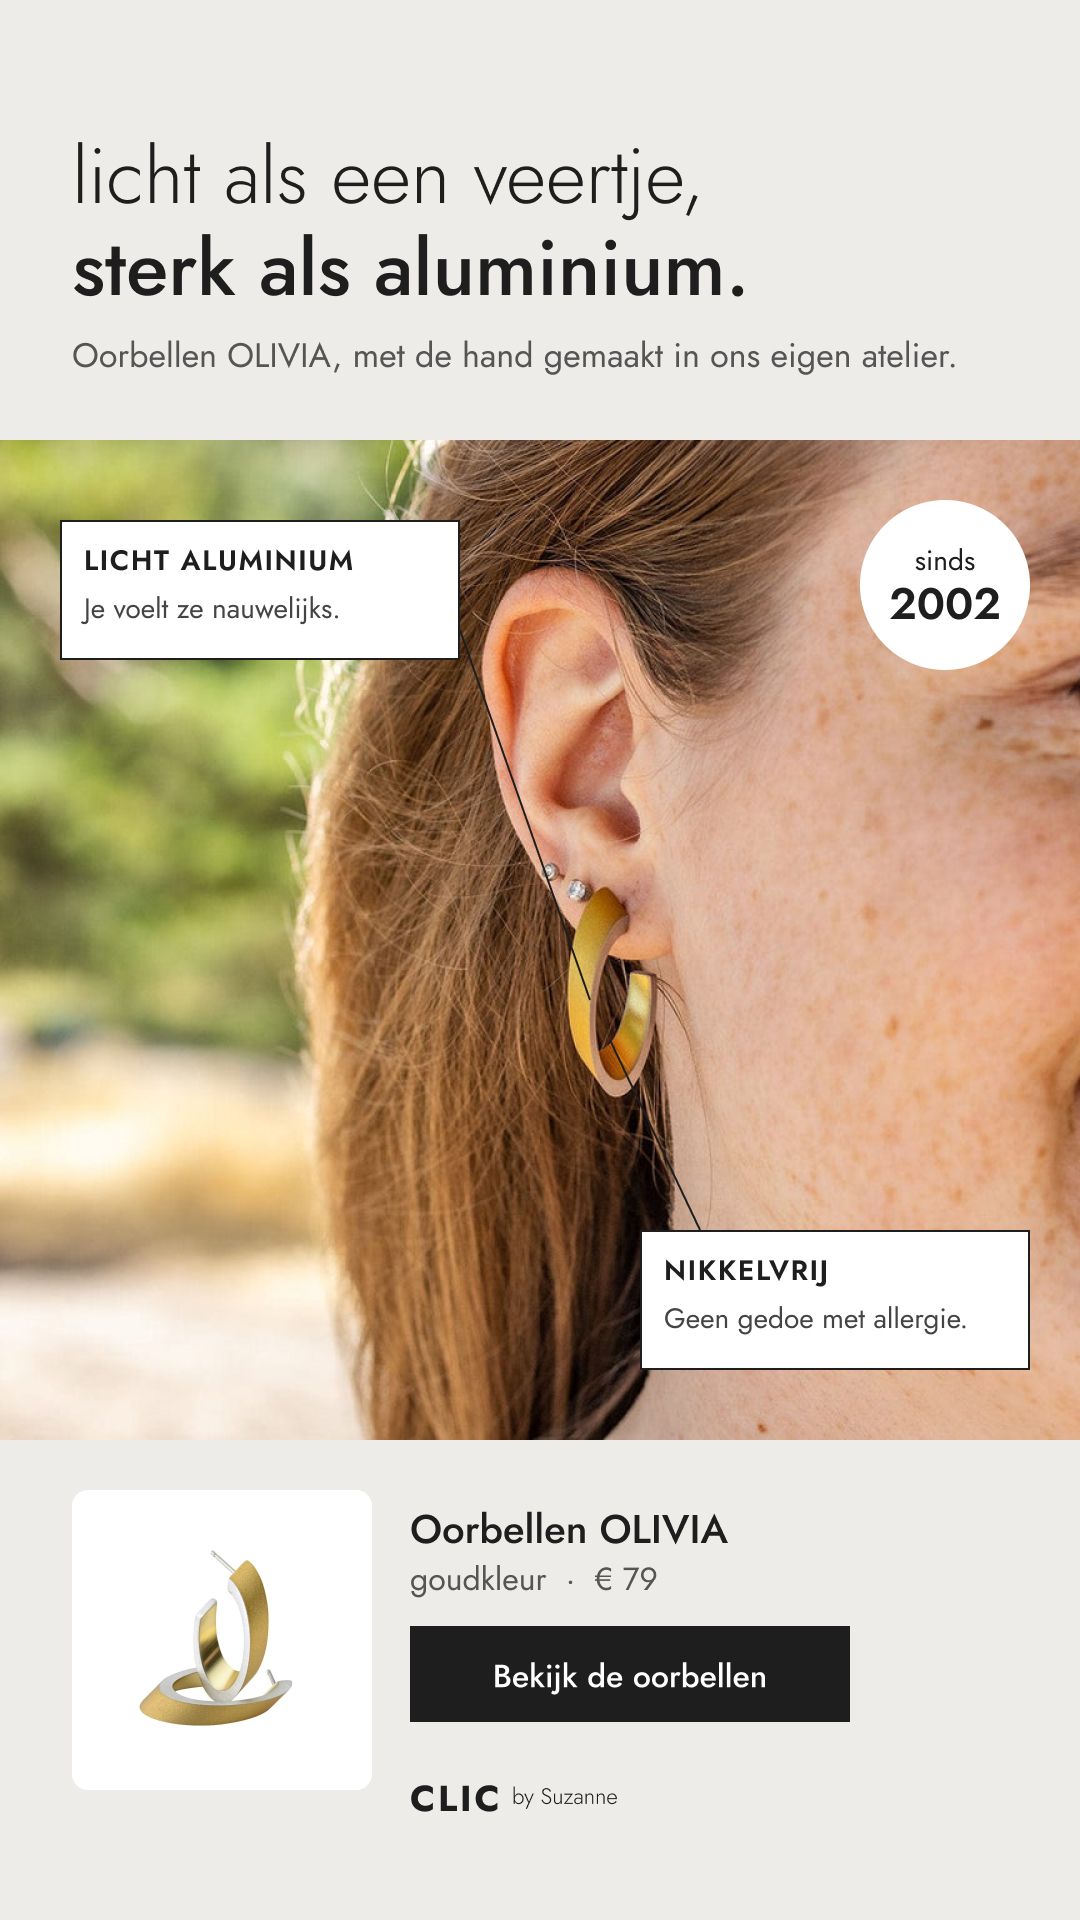 licht als een veertje,
sterk als aluminium.
Oorbellen OLIVIA, met de hand gemaakt in ons eigen atelier.
LICHT ALUMINIUM
Je voelt ze nauwelijks.
sinds
2002
NIKKELVRIJ
Geen gedoe met allergie.
Oorbellen OLIVIA
goudkleur · € 79
Bekijk de oorbellen
CLIC by Suzanne